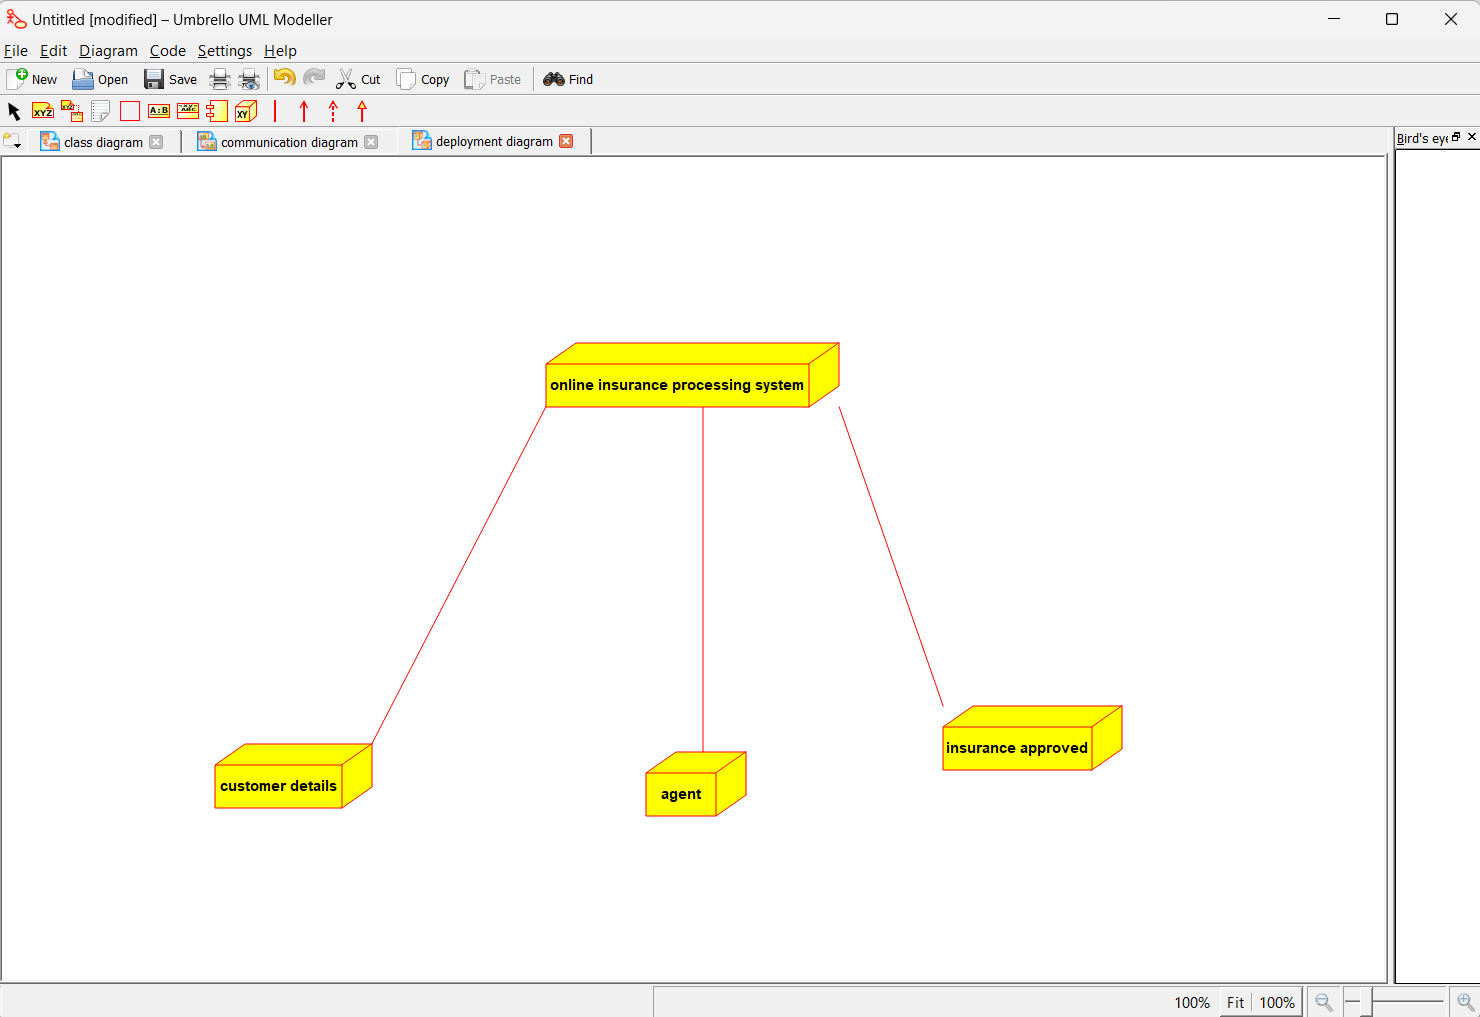 Untitled [modified] – Umbrello UML Modeller
File Edit Diagram Code Settings Help
New Open Save Cut Copy Paste Find
XYZ XYZ A:B ABC XY
class diagram communication diagram deployment diagram Bird's eye
online insurance processing system
insurance approved
customer details
agent
100% Fit 100%